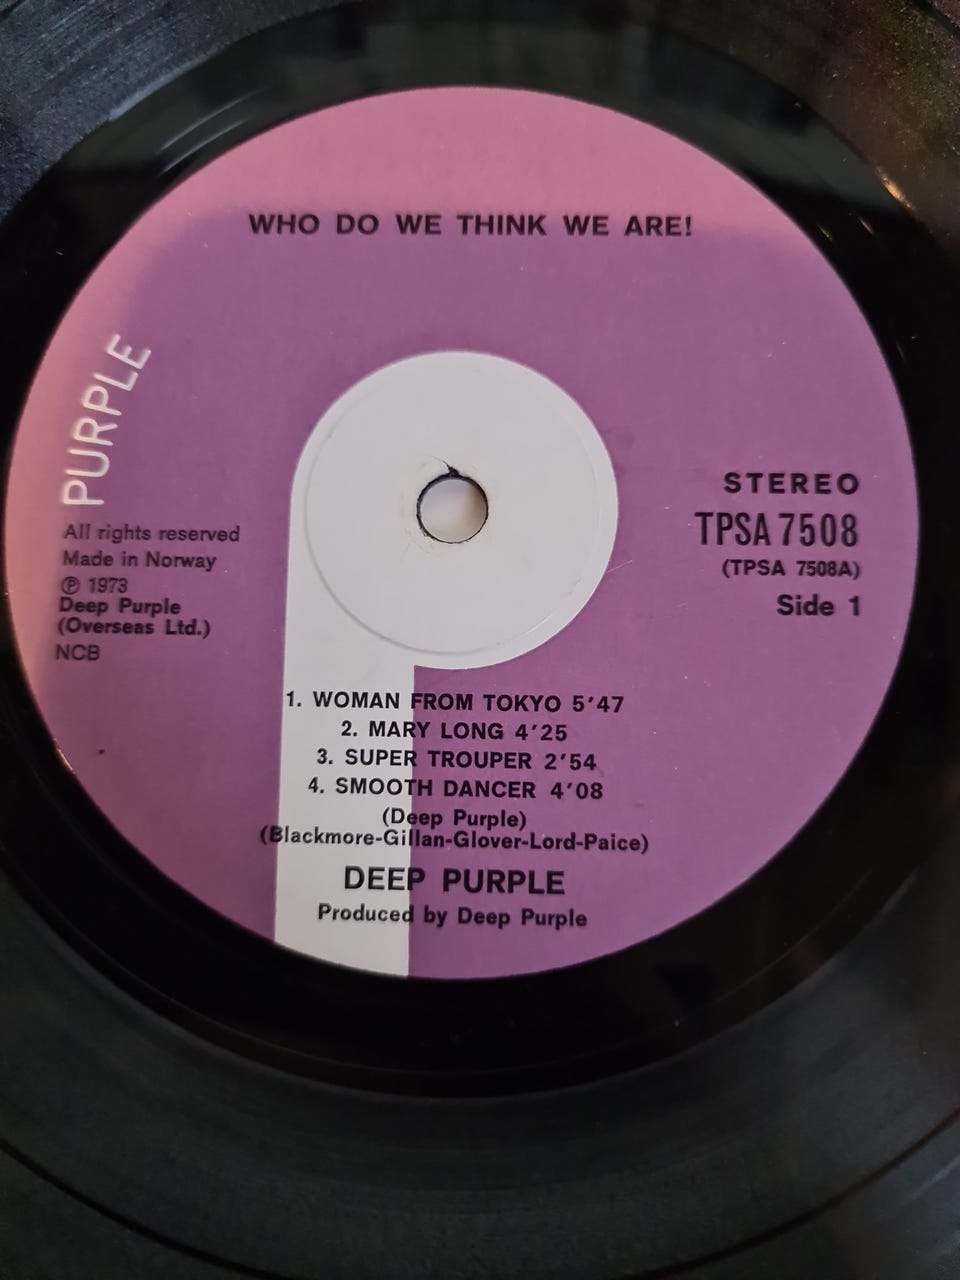 WHO DO WE THINK WE ARE!
PURPLE
All rights reserved
Made in Norway
℗ 1973
Deep Purple
(Overseas Ltd.)
NCB
STEREO
TPSA 7508
(TPSA 7508A)
Side 1
1. WOMAN FROM TOKYO 5'47
2. MARY LONG 4'25
3. SUPER TROUPER 2'54
4. SMOOTH DANCER 4'08
(Deep Purple)
(Blackmore-Gillan-Glover-Lord-Paice)
DEEP PURPLE
Produced by Deep Purple